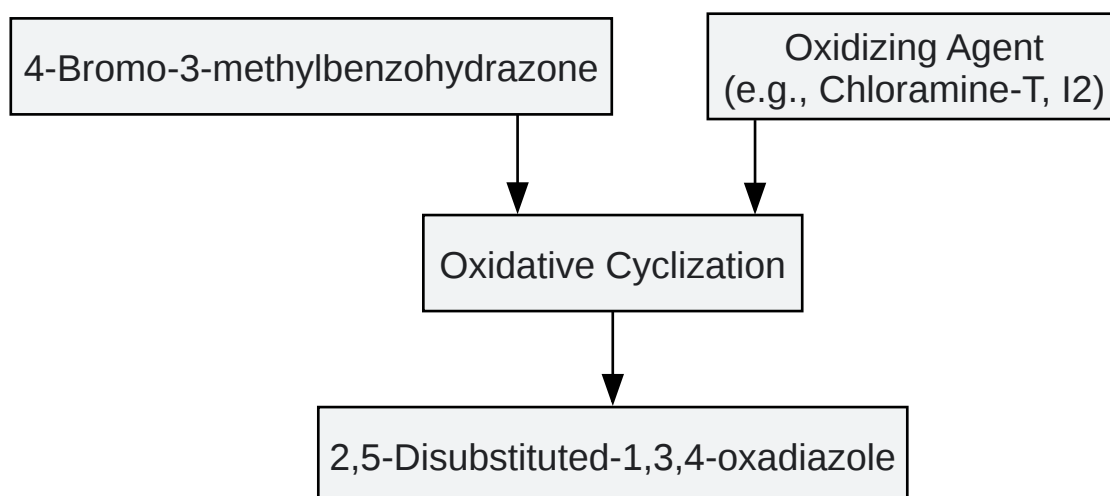 4-Bromo-3-methylbenzohydrazone
Oxidizing Agent
(e.g., Chloramine-T, I2)
Oxidative Cyclization
2,5-Disubstituted-1,3,4-oxadiazole